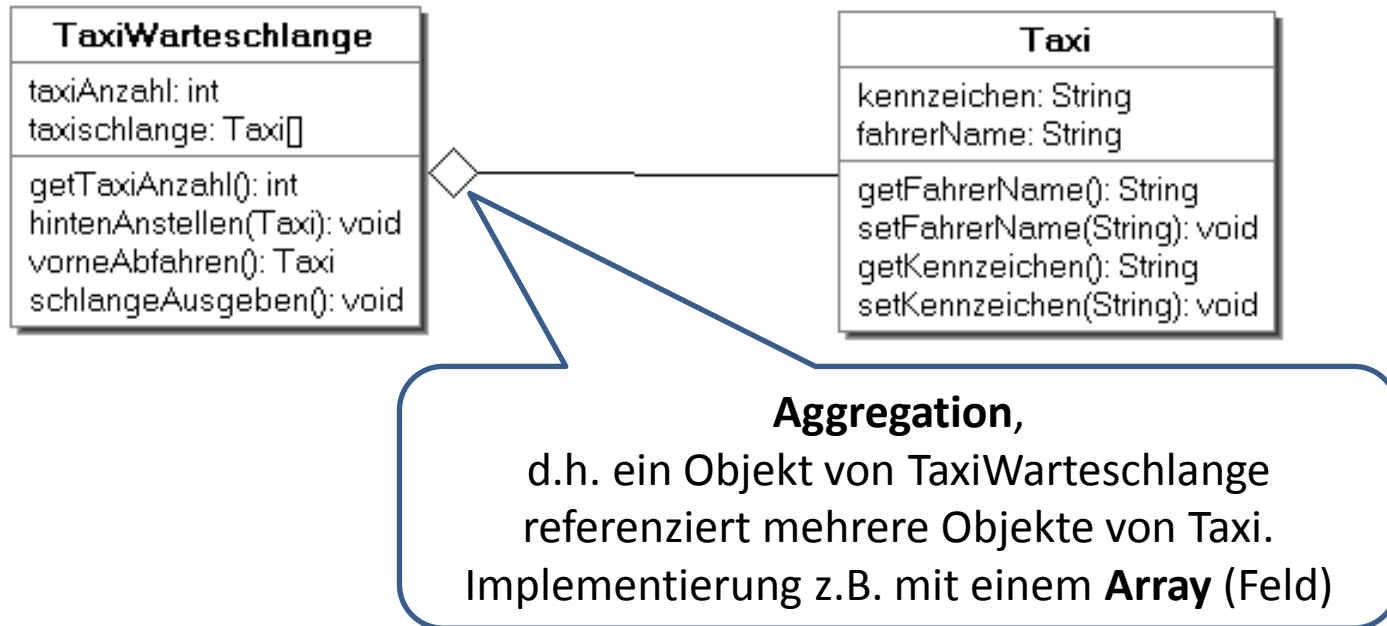 TaxiWarteschlange
taxiAnzahl: int
taxischlange: Taxi[]
getTaxiAnzahl(): int
hintenAnstellen(Taxi): void
vorneAbfahren(): Taxi
schlangeAusgeben(): void
Taxi
kennzeichen: String
fahrerName: String
getFahrerName(): String
setFahrerName(String): void
getKennzeichen(): String
setKennzeichen(String): void
Aggregation,
d.h. ein Objekt von TaxiWarteschlange
referenziert mehrere Objekte von Taxi.
Implementierung z.B. mit einem Array (Feld)